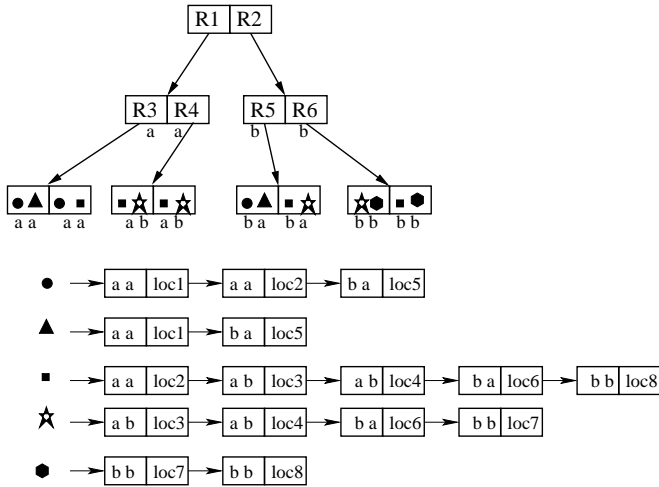 R1 R2
R3 R4 R5 R6
a a b b
a a a a a b a b b a b a b b b b
a a loc1 a a loc2 b a loc5
a a loc1 b a loc5
a a loc2 a b loc3 a b loc4 b a loc6 b b loc8
a b loc3 a b loc4 b a loc6 b b loc7
b b loc7 b b loc8